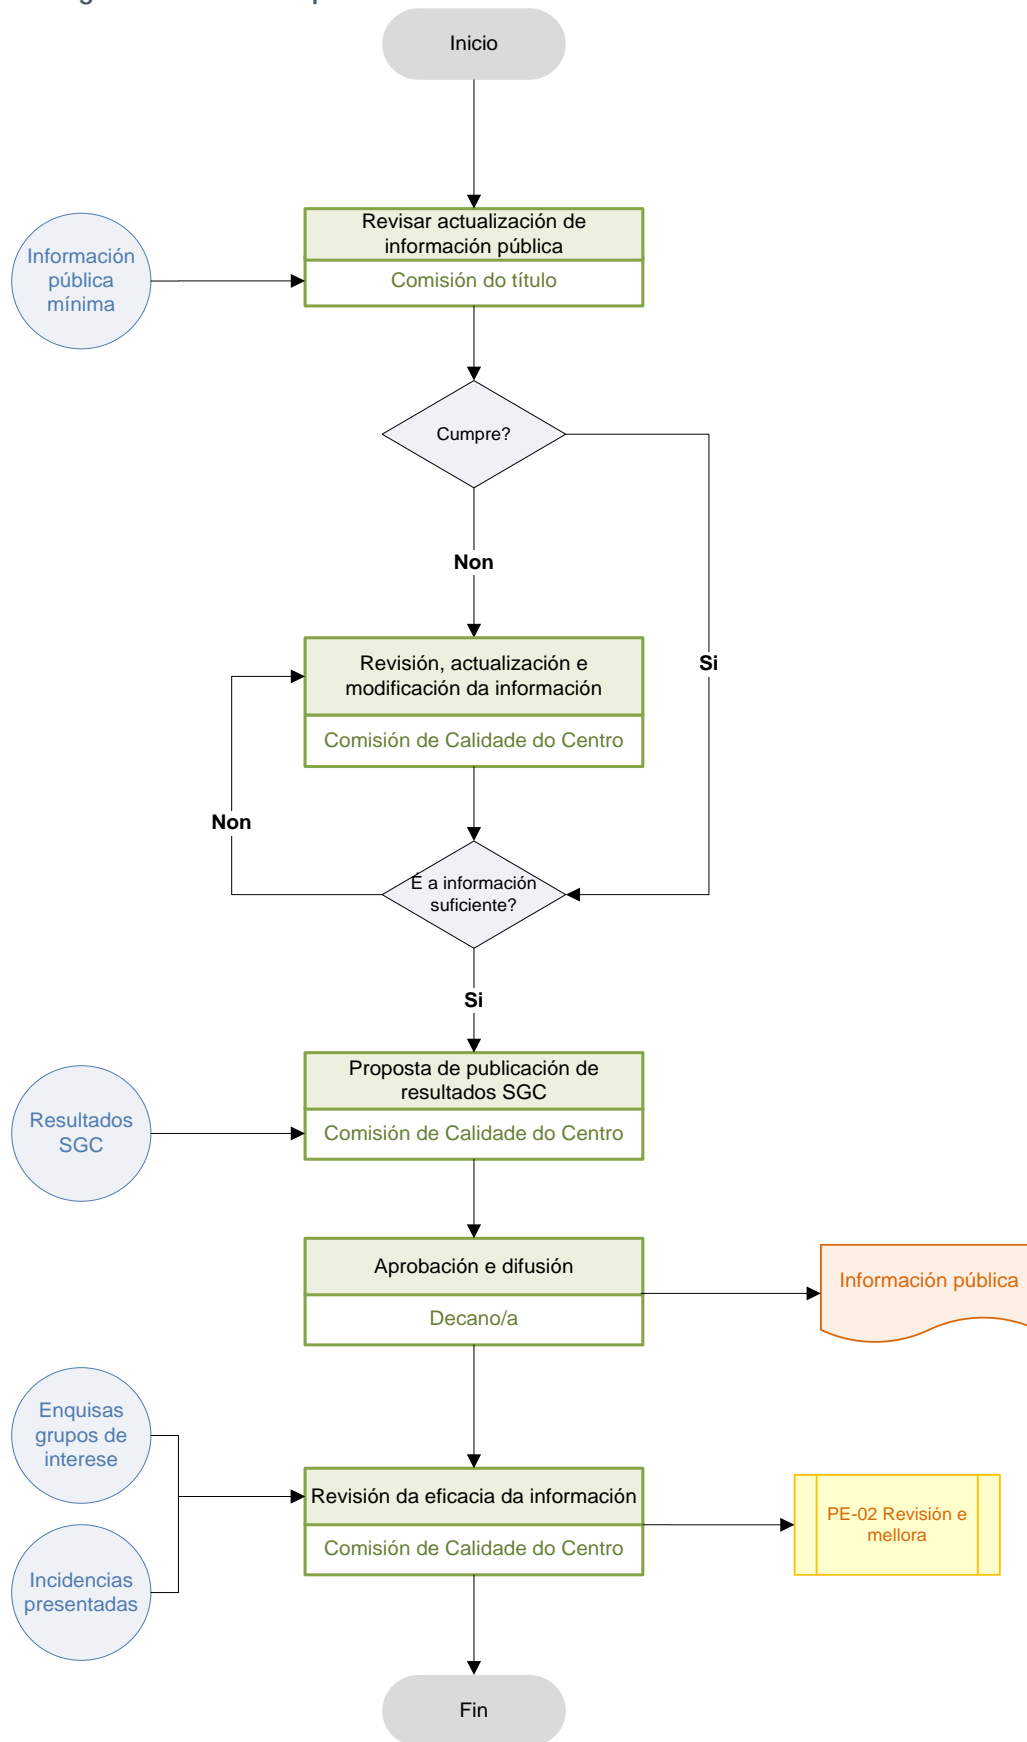 Inicio
Revisar actualización de
información pública
Comisión do título
Información
pública
mínima
Cumpre?
Non
Si
Revisión, actualización e
modificación da información
Comisión de Calidade do Centro
Non
É a información
suficiente?
Si
Proposta de publicación de
resultados SGC
Comisión de Calidade do Centro
Resultados
SGC
Aprobación e difusión
Decano/a
Información pública
Enquisas
grupos de
interese
Revisión da eficacia da información
Comisión de Calidade do Centro
PE-02 Revisión e
mellora
Incidencias
presentadas
Fin